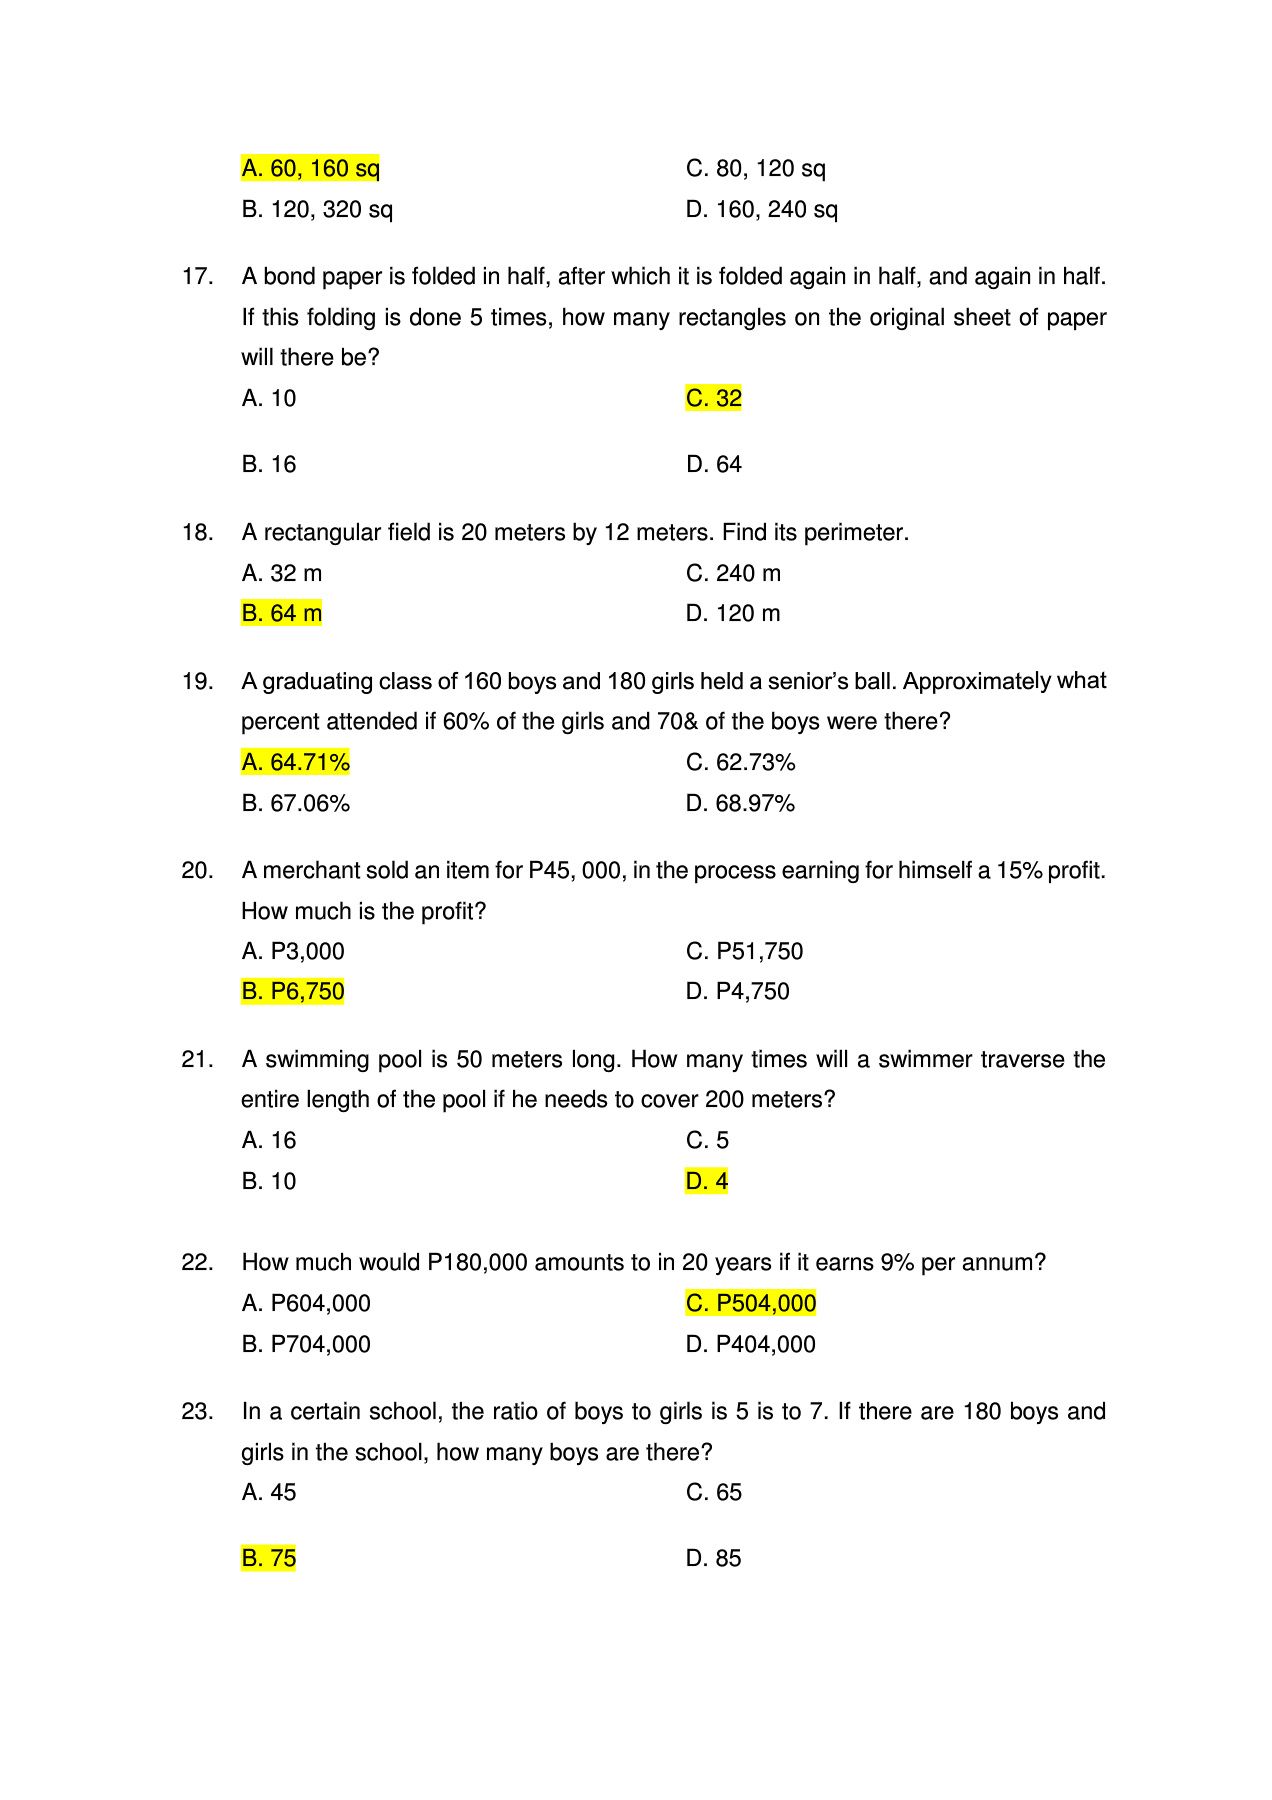 A. 60, 160 sq C. 80, 120 sq
B. 120, 320 sq D. 160, 240 sq
17. A bond paper is folded in half, after which it is folded again in half, and again in half.
If this folding is done 5 times, how many rectangles on the original sheet of paper
will there be?
A. 10 C. 32
B. 16 D. 64
18. A rectangular field is 20 meters by 12 meters. Find its perimeter.
A. 32 m C. 240 m
B. 64 m D. 120 m
19. A graduating class of 160 boys and 180 girls held a senior’s ball. Approximately what
percent attended if 60% of the girls and 70& of the boys were there?
A. 64.71% C. 62.73%
B. 67.06% D. 68.97%
20. A merchant sold an item for P45, 000, in the process earning for himself a 15% profit.
How much is the profit?
A. P3,000 C. P51,750
B. P6,750 D. P4,750
21. A swimming pool is 50 meters long. How many times will a swimmer traverse the
entire length of the pool if he needs to cover 200 meters?
A. 16 C. 5
B. 10 D. 4
22. How much would P180,000 amounts to in 20 years if it earns 9% per annum?
A. P604,000 C. P504,000
B. P704,000 D. P404,000
23. In a certain school, the ratio of boys to girls is 5 is to 7. If there are 180 boys and
girls in the school, how many boys are there?
A. 45 C. 65
B. 75 D. 85